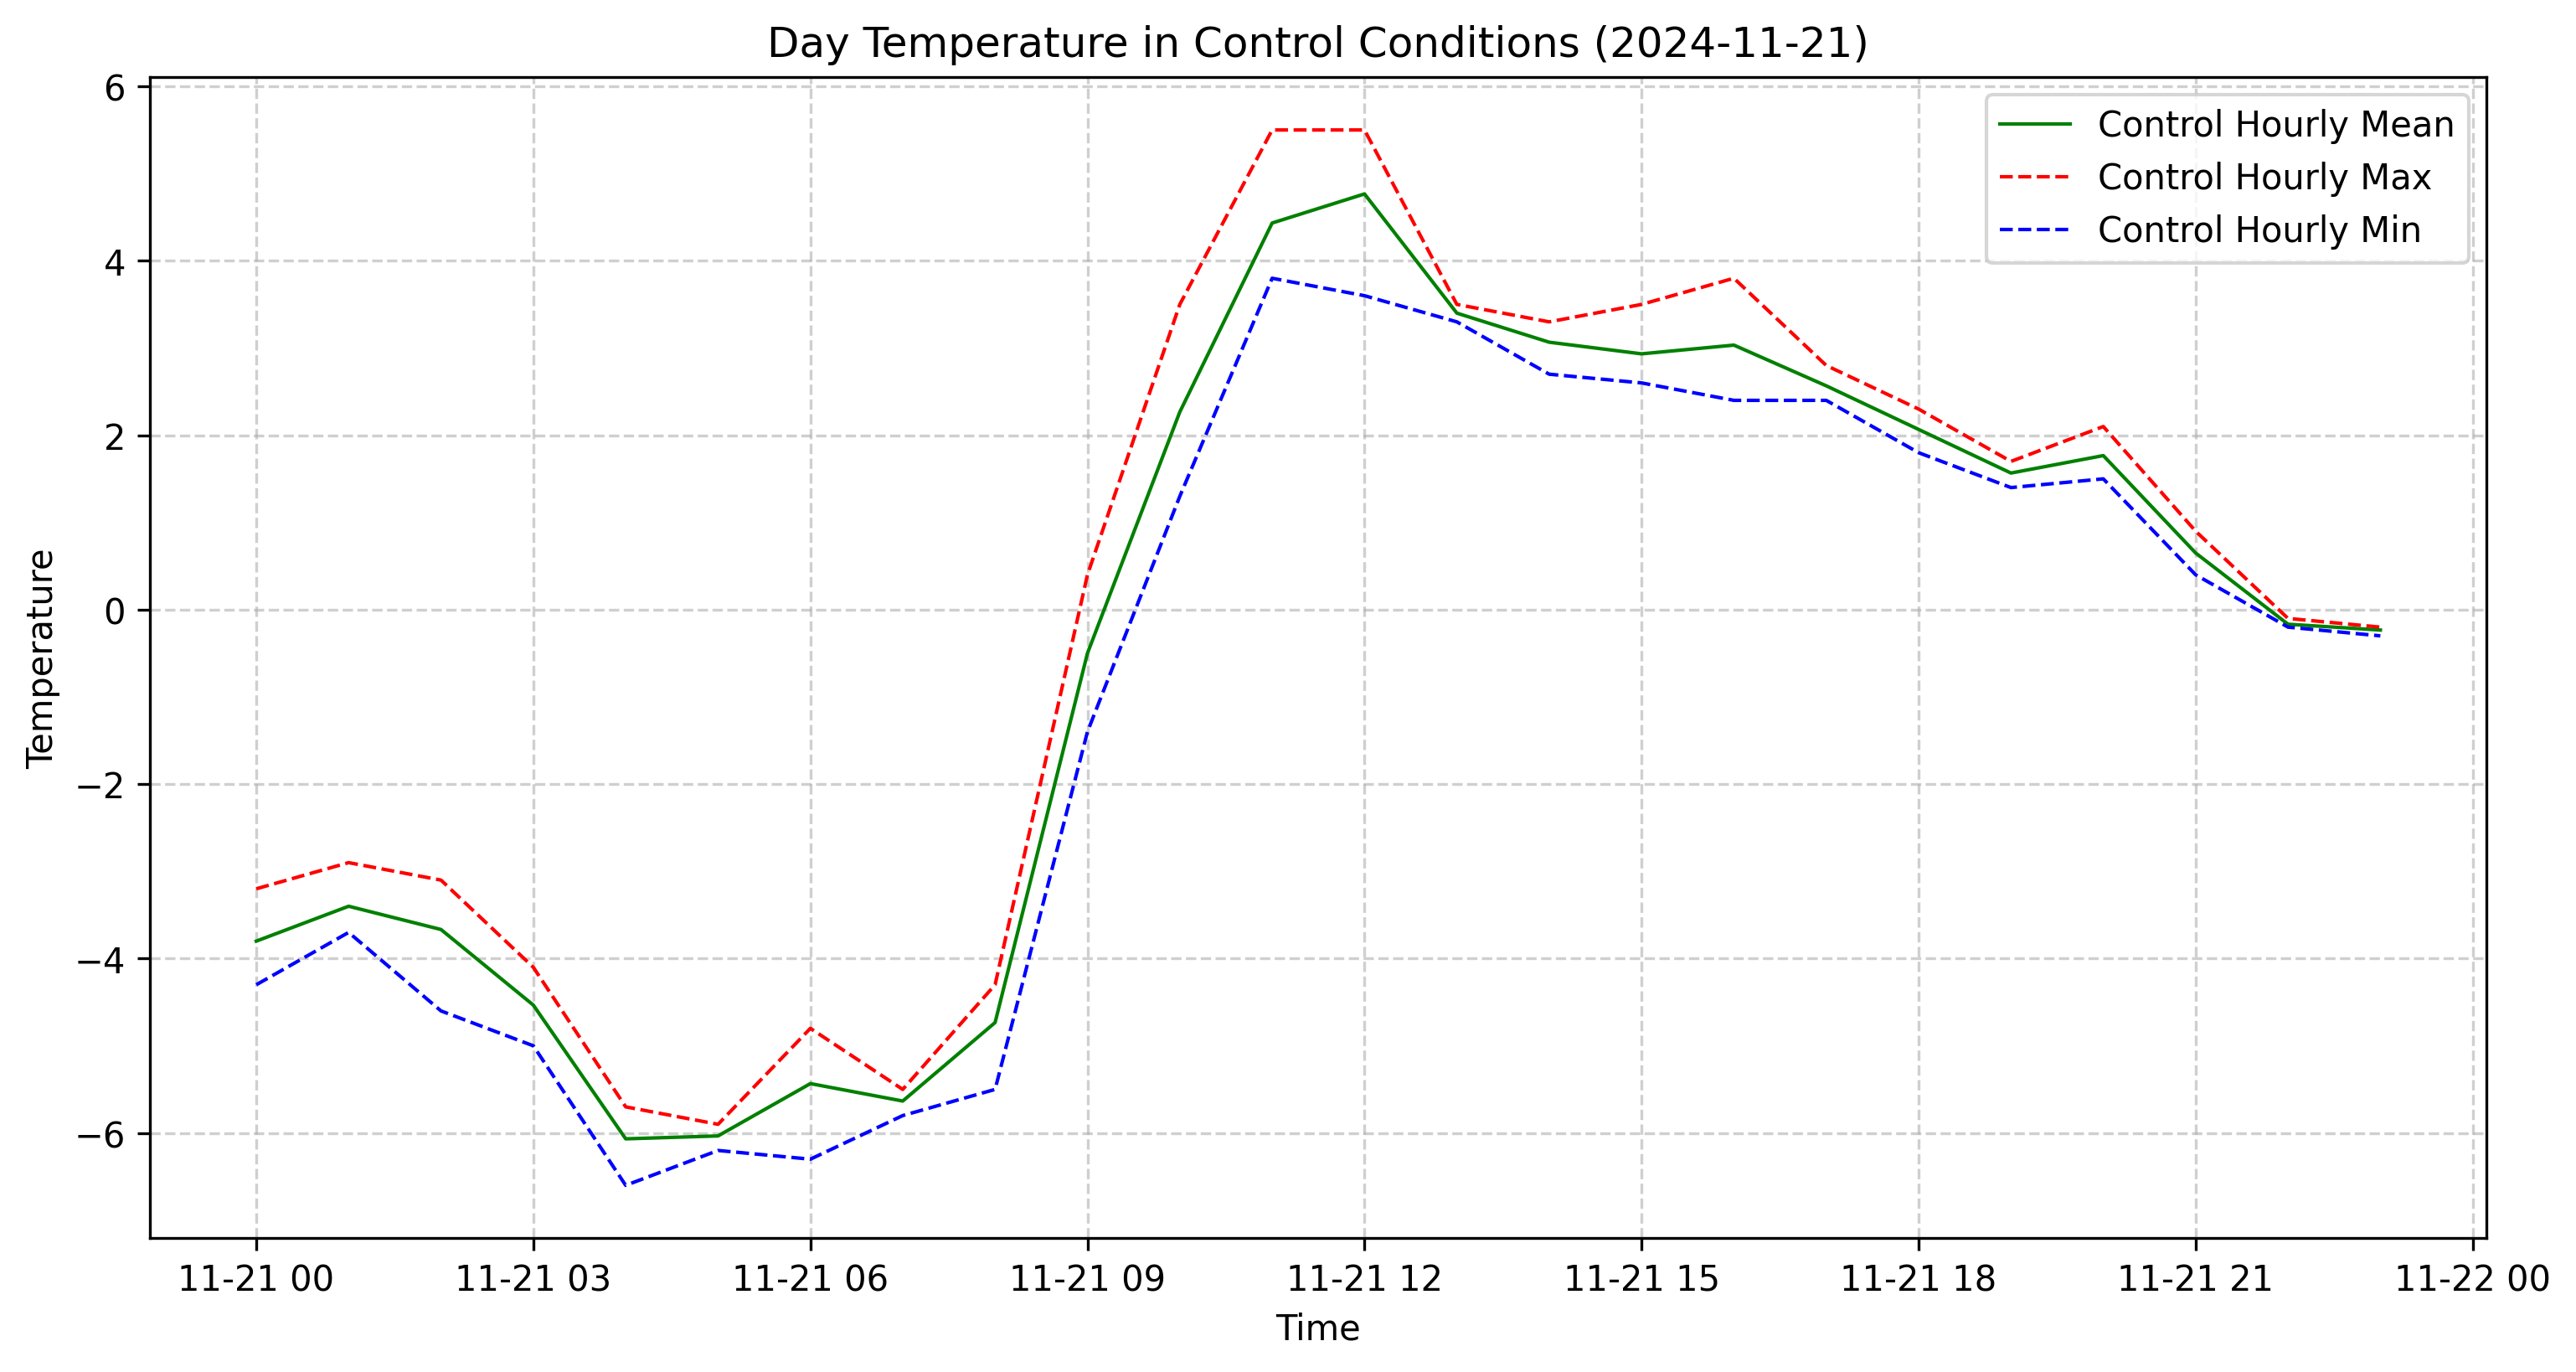 Day Temperature in Control Conditions (2024-11-21)
Control Hourly Mean
Control Hourly Max
Control Hourly Min
Temperature
6
4
2
0
−2
−4
−6
11-21 00 11-21 03 11-21 06 11-21 09 11-21 12 11-21 15 11-21 18 11-21 21 11-22 00
Time